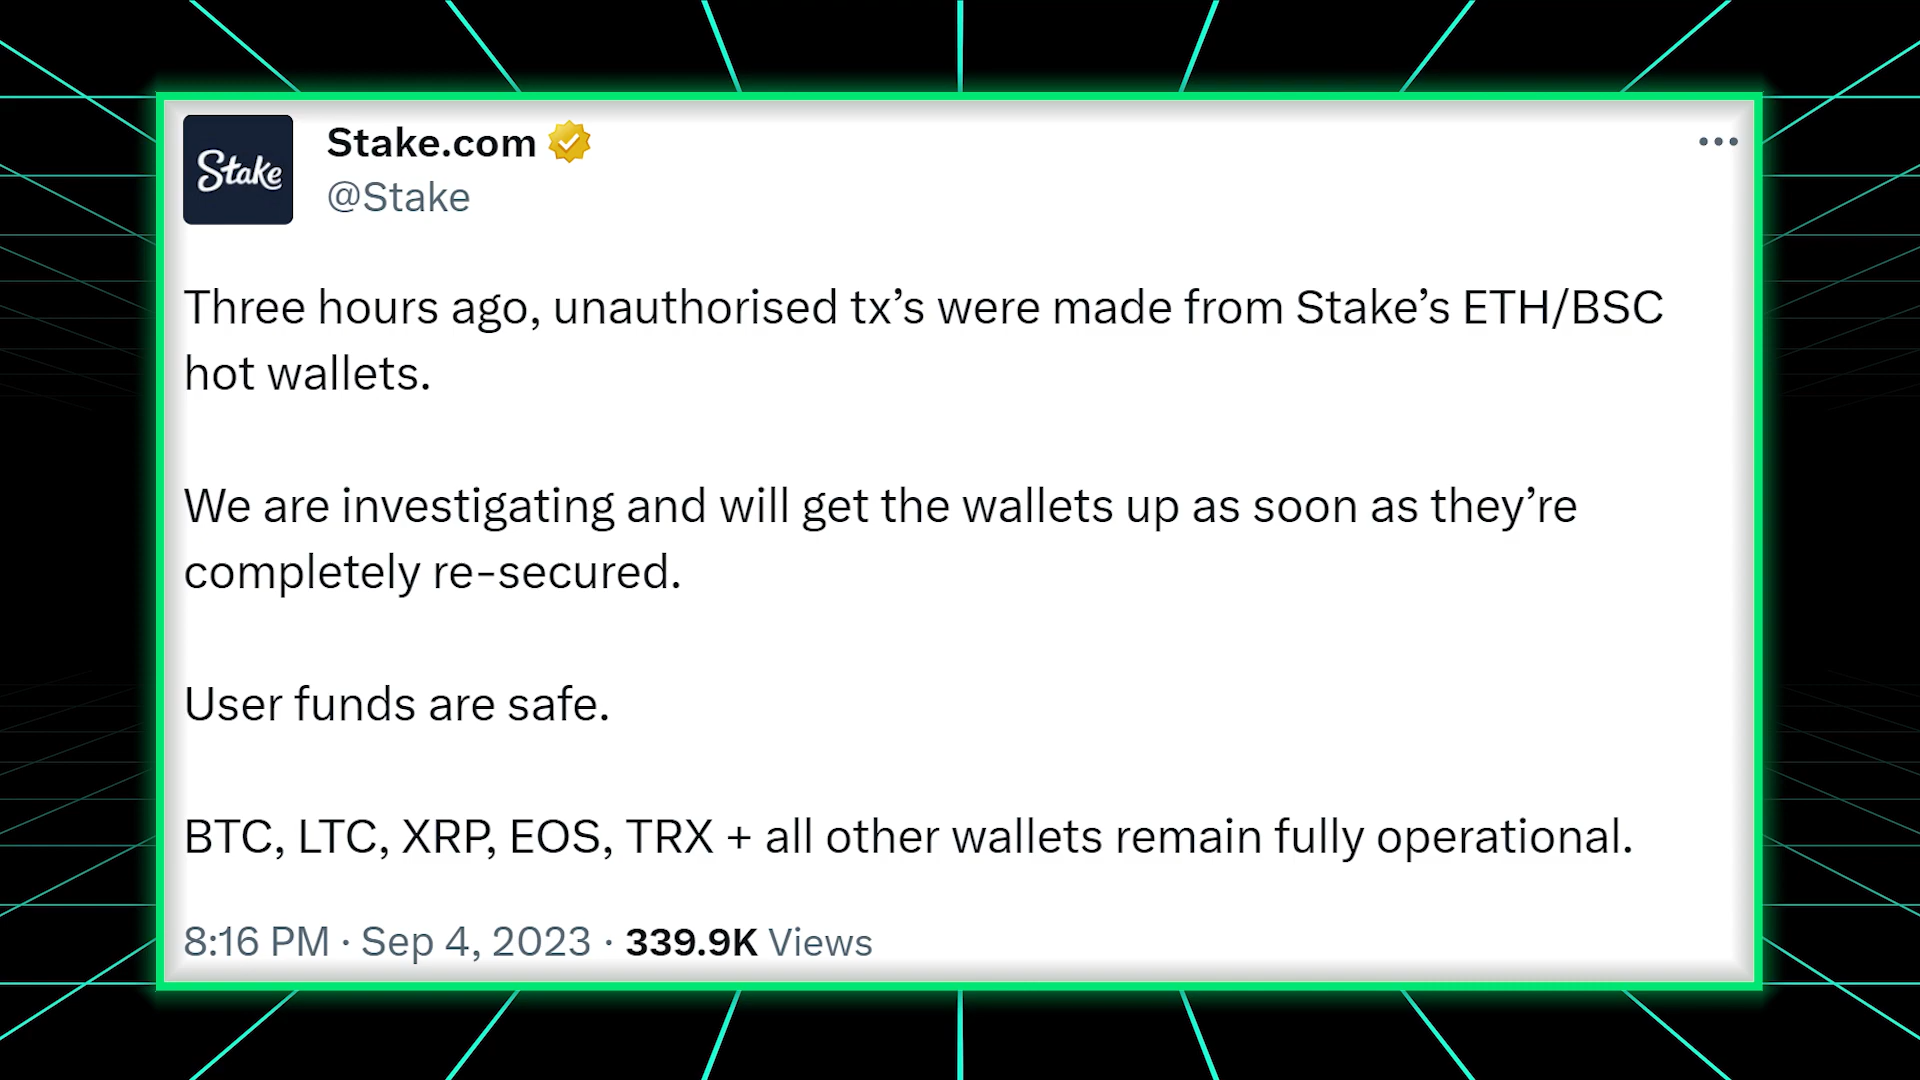 Stake
Stake.com
@Stake
Three hours ago, unauthorised tx’s were made from Stake’s ETH/BSC
hot wallets.
We are investigating and will get the wallets up as soon as they’re
completely re-secured.
User funds are safe.
BTC, LTC, XRP, EOS, TRX + all other wallets remain fully operational.
8:16 PM · Sep 4, 2023 · 339.9K Views